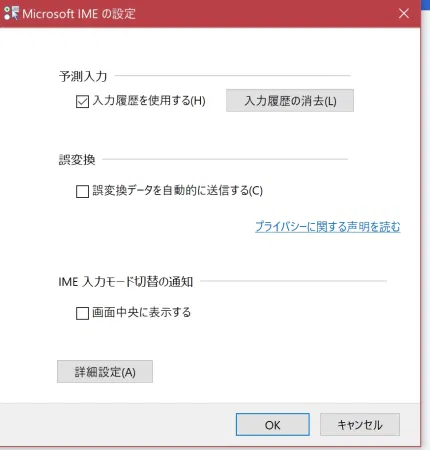 Microsoft IME の設定
予測入力
入力履歴を使用する(H) 入力履歴の消去(L)
誤変換
誤変換データを自動的に送信する(C)
プライバシーに関する声明を読む
IME 入力モード切替の通知
画面中央に表示する
詳細設定(A)
OK キャンセル